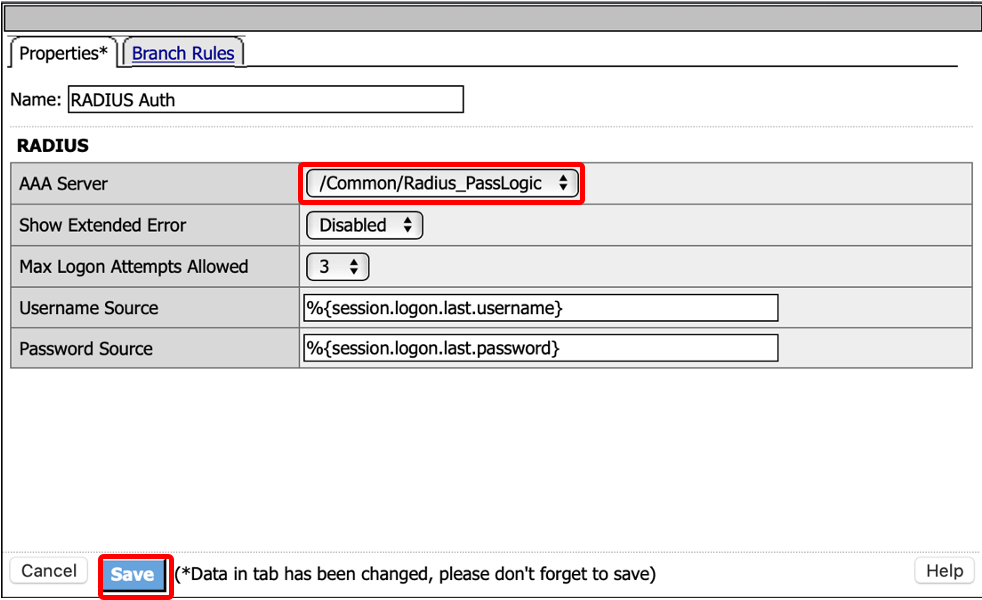 Properties* Branch Rules
Name: RADIUS Auth
RADIUS
AAA Server /Common/Radius_PassLogic
Show Extended Error Disabled
Max Logon Attempts Allowed 3
Username Source %{session.logon.last.username}
Password Source %{session.logon.last.password}
Cancel Save (*Data in tab has been changed, please don't forget to save) Help